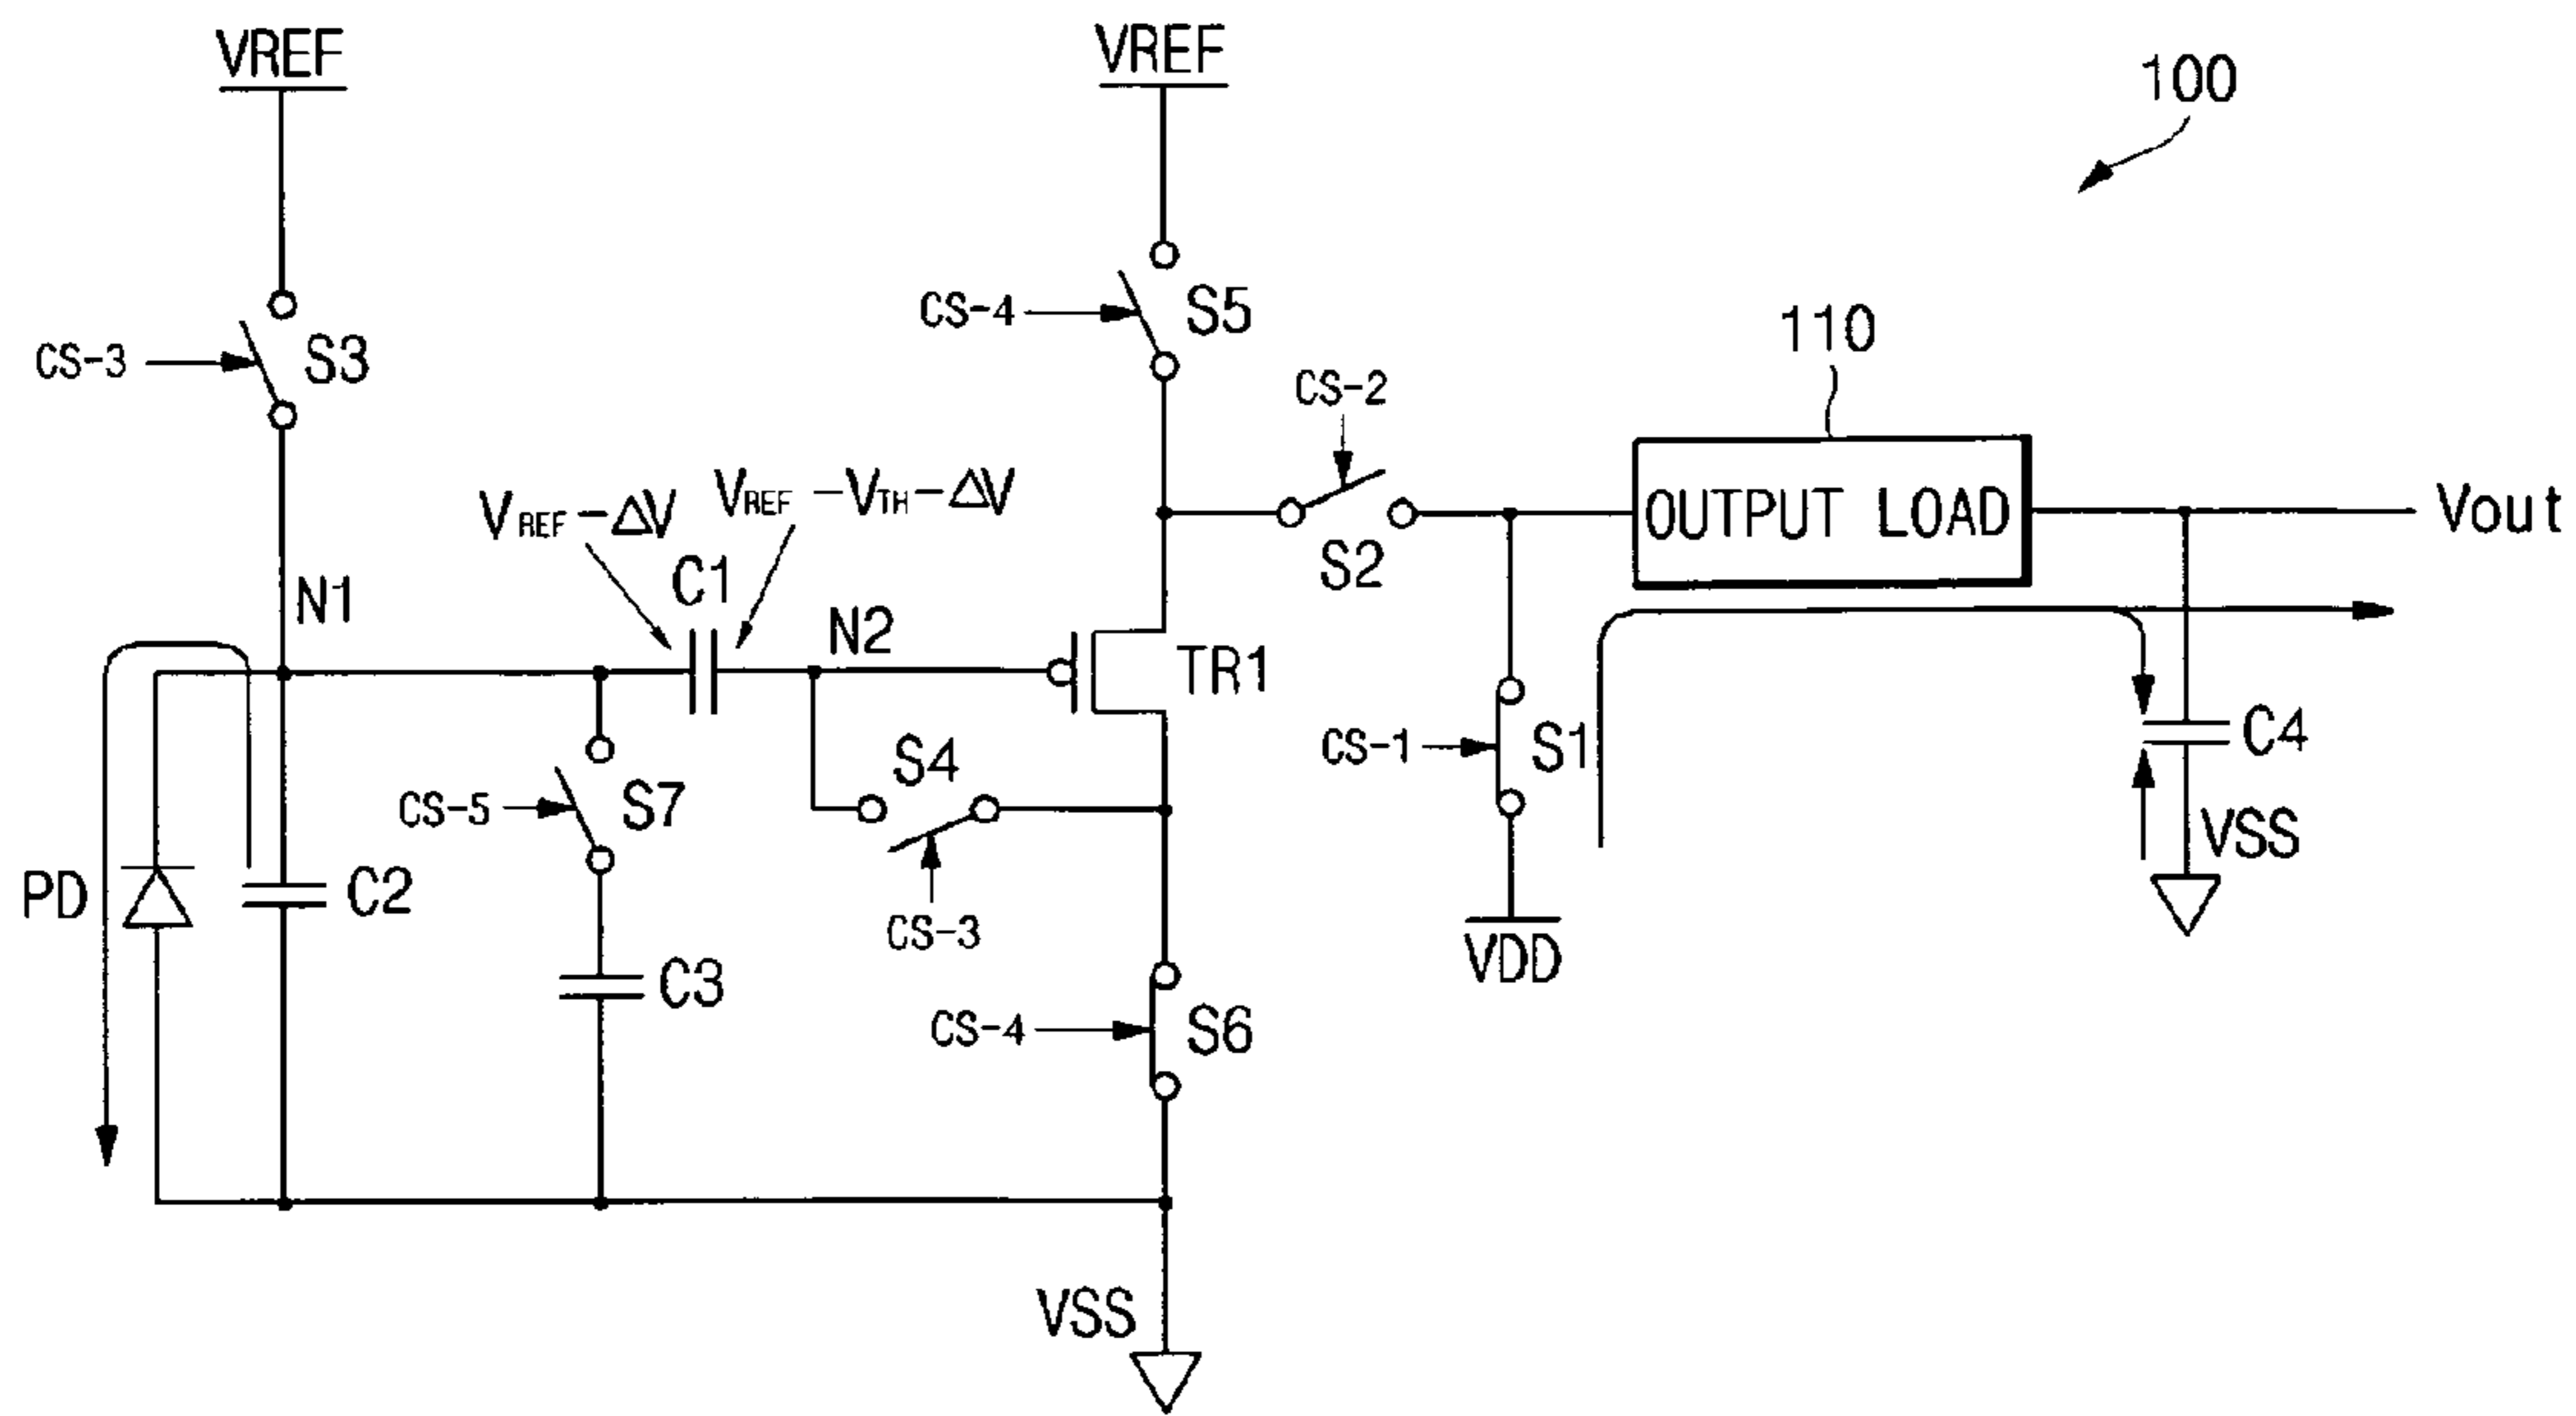 VREF
VREF
100
CS-3
S3
CS-4
S5
CS-2
S2
110
OUTPUT LOAD
Vout
VREF-ΔV
VREF-VTH-ΔV
C1
N1
N2
TR1
S4
CS-3
CS-5
S7
CS-1
S1
C4
VSS
VDD
PD
C2
C3
CS-4
S6
VSS